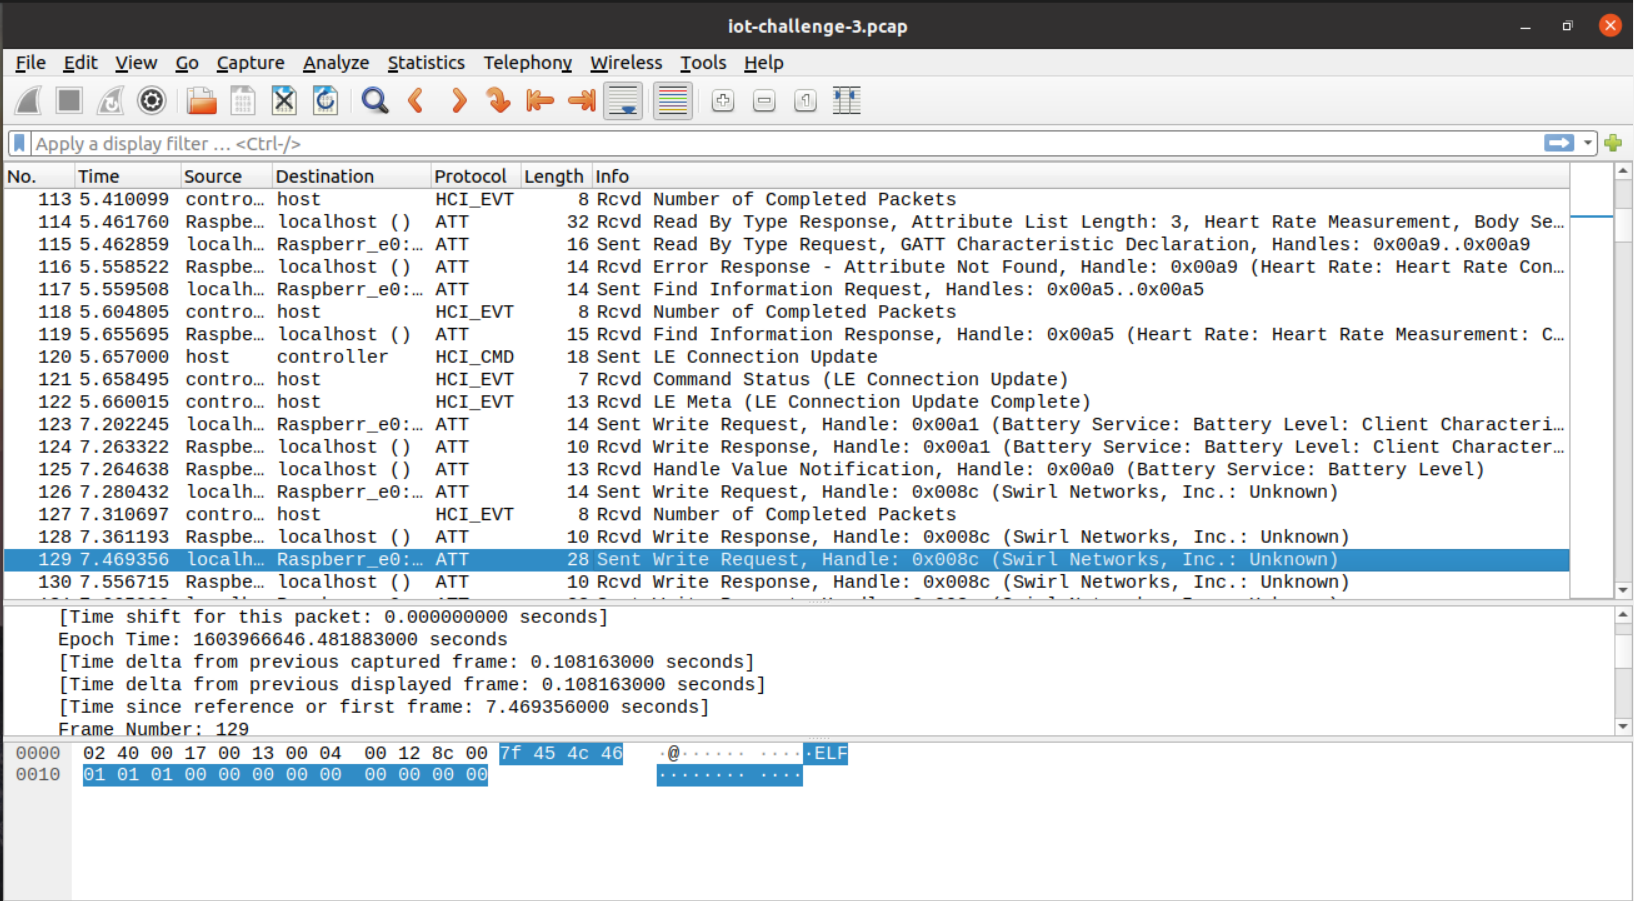 iot-challenge-3.pcap
File Edit View Go Capture Analyze Statistics Telephony Wireless Tools Help
Apply a display filter … <Ctrl-/>
No. Time Source Destination Protocol Length Info
113 5.410099 contro… host HCI_EVT 8 Rcvd Number of Completed Packets
114 5.461760 Raspbe… localhost () ATT 32 Rcvd Read By Type Response, Attribute List Length: 3, Heart Rate Measurement, Body Se…
115 5.462859 localh… Raspberr_e0:… ATT 16 Sent Read By Type Request, GATT Characteristic Declaration, Handles: 0x00a9..0x00a9
116 5.558522 Raspbe… localhost () ATT 14 Rcvd Error Response - Attribute Not Found, Handle: 0x00a9 (Heart Rate: Heart Rate Con…
117 5.559508 localh… Raspberr_e0:… ATT 14 Sent Find Information Request, Handles: 0x00a5..0x00a5
118 5.604805 contro… host HCI_EVT 8 Rcvd Number of Completed Packets
119 5.655695 Raspbe… localhost () ATT 15 Rcvd Find Information Response, Handle: 0x00a5 (Heart Rate: Heart Rate Measurement: C…
120 5.657000 host controller HCI_CMD 18 Sent LE Connection Update
121 5.658495 contro… host HCI_EVT 7 Rcvd Command Status (LE Connection Update)
122 5.660015 contro… host HCI_EVT 13 Rcvd LE Meta (LE Connection Update Complete)
123 7.202245 localh… Raspberr_e0:… ATT 14 Sent Write Request, Handle: 0x00a1 (Battery Service: Battery Level: Client Characteri…
124 7.263322 Raspbe… localhost () ATT 10 Rcvd Write Response, Handle: 0x00a1 (Battery Service: Battery Level: Client Character…
125 7.264638 Raspbe… localhost () ATT 13 Rcvd Handle Value Notification, Handle: 0x00a0 (Battery Service: Battery Level)
126 7.280432 localh… Raspberr_e0:… ATT 14 Sent Write Request, Handle: 0x008c (Swirl Networks, Inc.: Unknown)
127 7.310697 contro… host HCI_EVT 8 Rcvd Number of Completed Packets
128 7.361193 Raspbe… localhost () ATT 10 Rcvd Write Response, Handle: 0x008c (Swirl Networks, Inc.: Unknown)
129 7.469356 localh… Raspberr_e0:… ATT 28 Sent Write Request, Handle: 0x008c (Swirl Networks, Inc.: Unknown)
130 7.556715 Raspbe… localhost () ATT 10 Rcvd Write Response, Handle: 0x008c (Swirl Networks, Inc.: Unknown)
[Time shift for this packet: 0.000000000 seconds]
Epoch Time: 1603966646.481883000 seconds
[Time delta from previous captured frame: 0.108163000 seconds]
[Time delta from previous displayed frame: 0.108163000 seconds]
[Time since reference or first frame: 7.469356000 seconds]
Frame Number: 129
0000 02 40 00 17 00 13 00 04 00 12 8c 00 7f 45 4c 46 ·@······ ·····ELF
0010 01 01 01 00 00 00 00 00 00 00 00 00 ········ ····